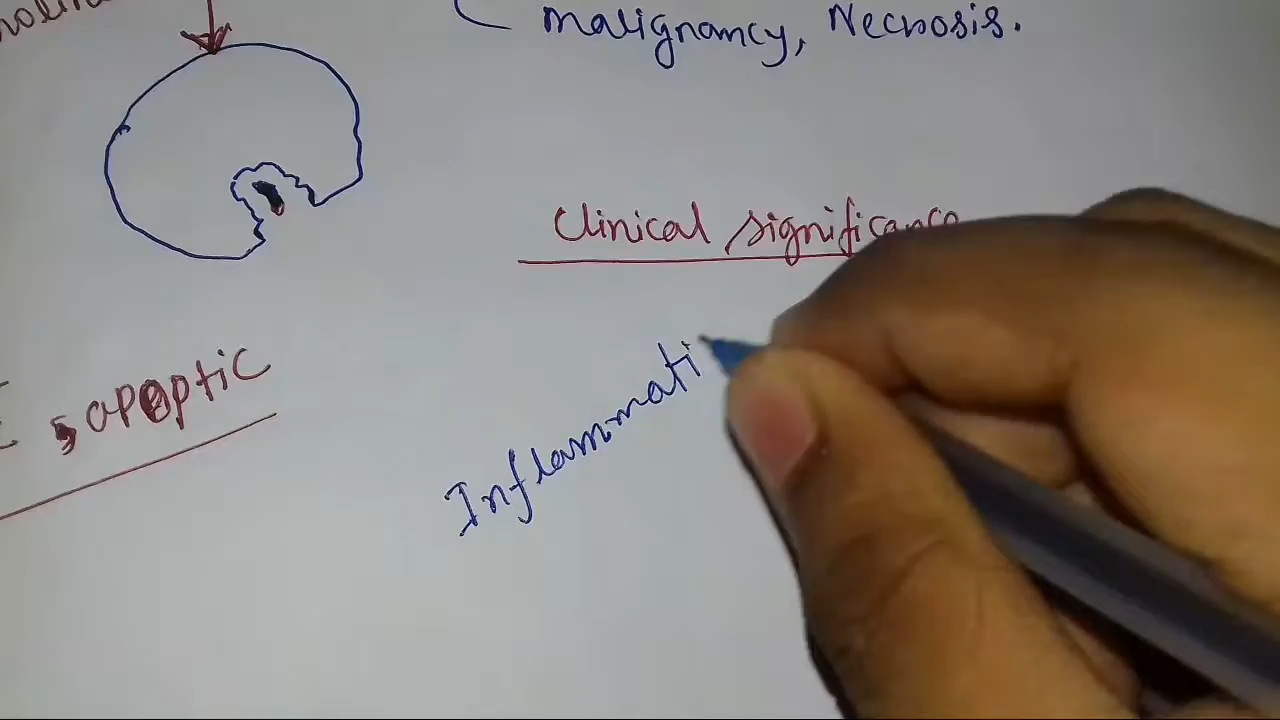 malignancy, Necrosis.
Clinical significance
Inflammati
apoptic